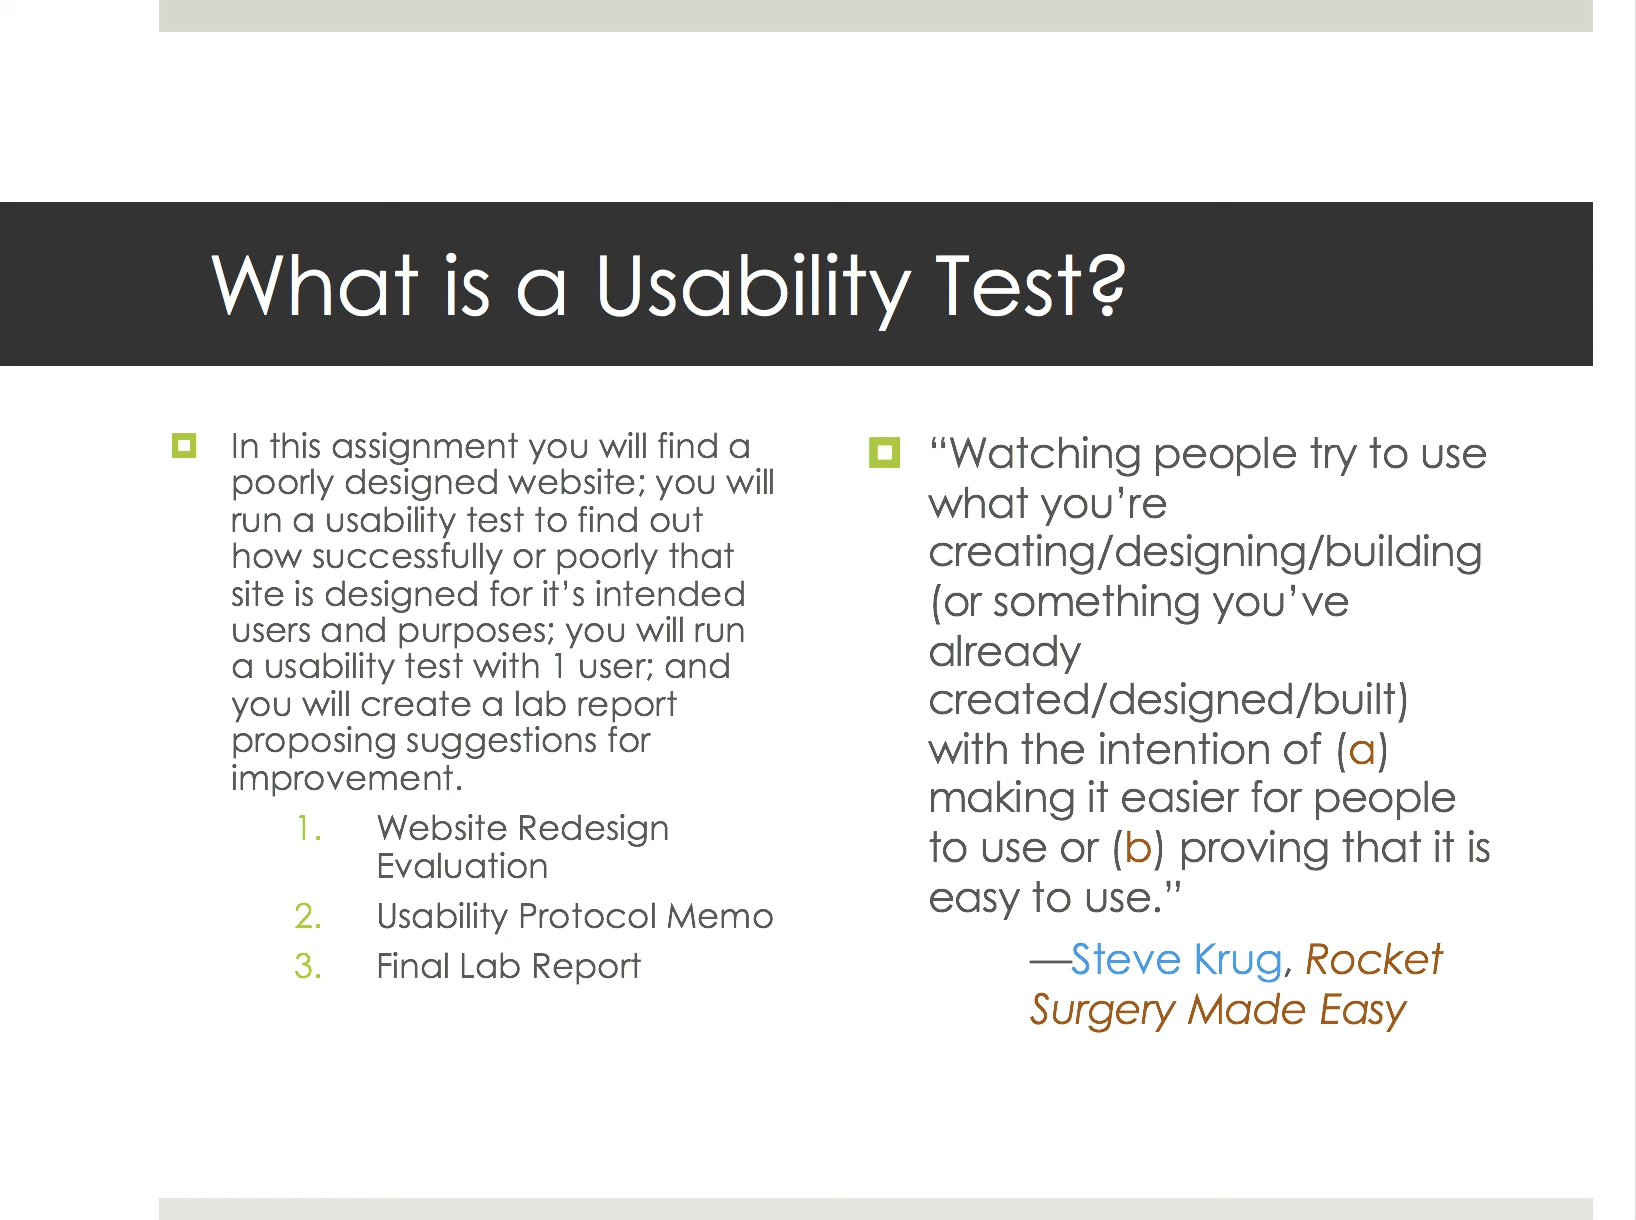 What is a Usability Test?
In this assignment you will find a
poorly designed website; you will
run a usability test to find out
how successfully or poorly that
site is designed for it’s intended
users and purposes; you will run
a usability test with 1 user; and
you will create a lab report
proposing suggestions for
improvement.
1. Website Redesign
Evaluation
2. Usability Protocol Memo
3. Final Lab Report
“Watching people try to use
what you’re
creating/designing/building
(or something you’ve
already
created/designed/built)
with the intention of (a)
making it easier for people
to use or (b) proving that it is
easy to use.”
—Steve Krug, Rocket
Surgery Made Easy